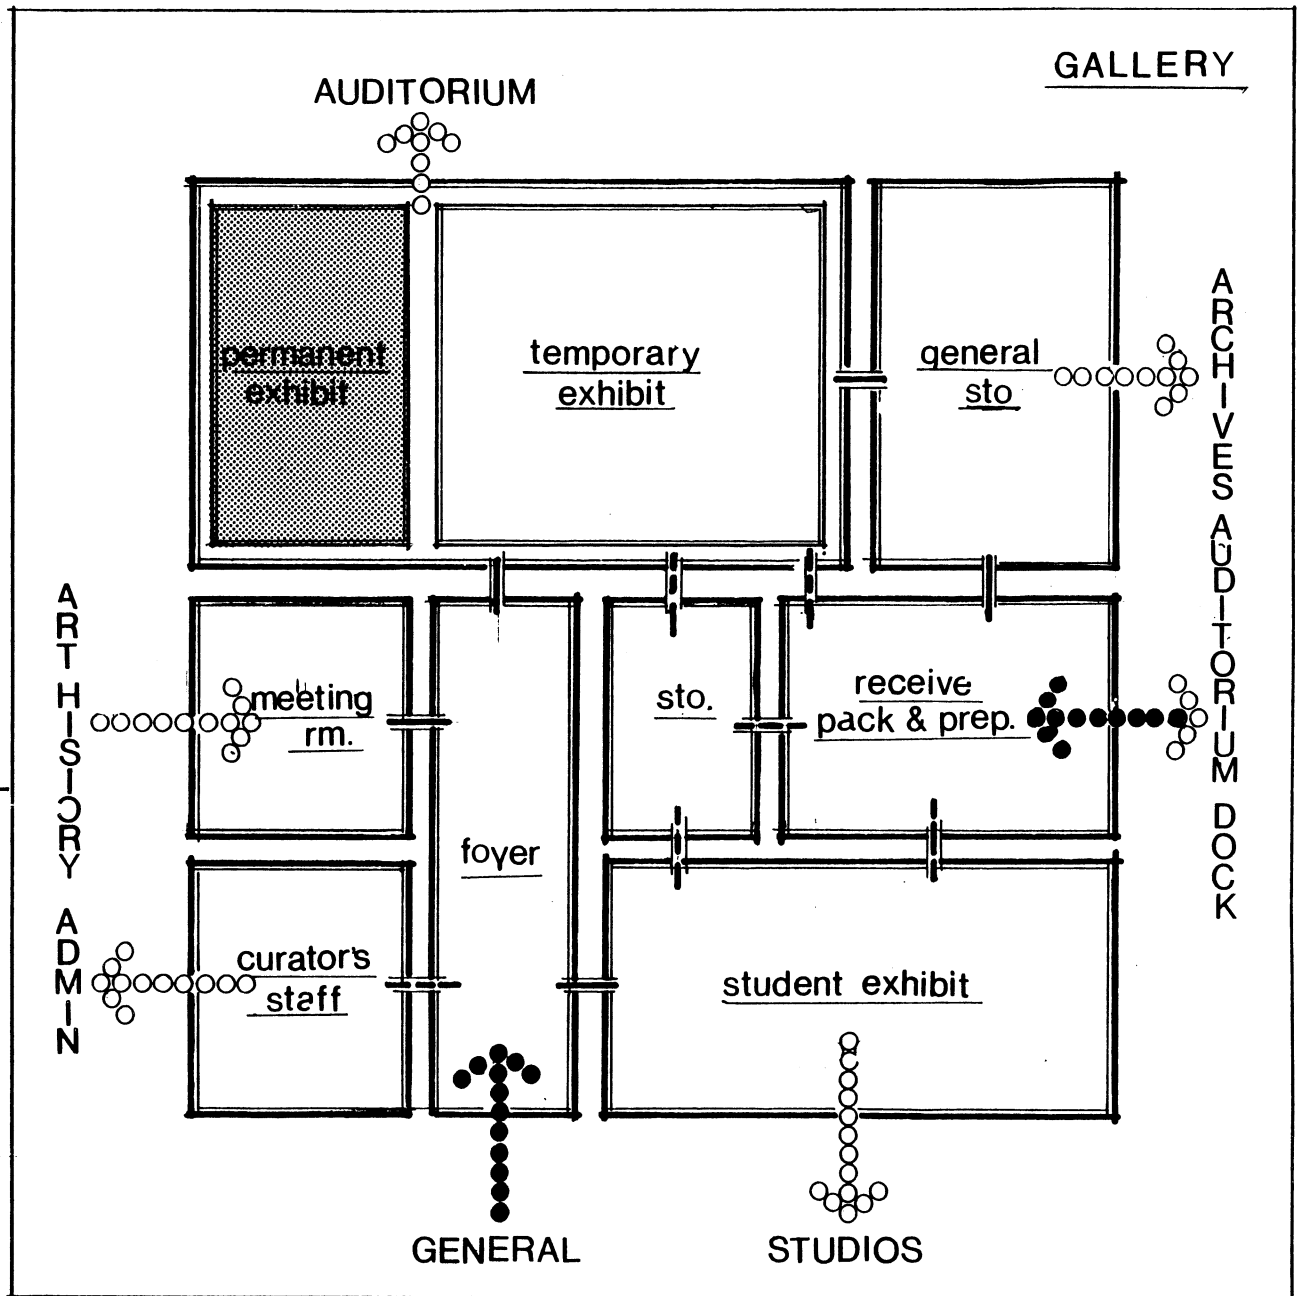 GALLERY
AUDITORIUM
permanent
exhibit
temporary
exhibit
general
sto
ARCHIVES AUDITORIUM DOCK
ART HISTORY ADMIN
meeting
rm.
sto.
receive
pack & prep.
foyer
curator's
staff
student exhibit
GENERAL
STUDIOS